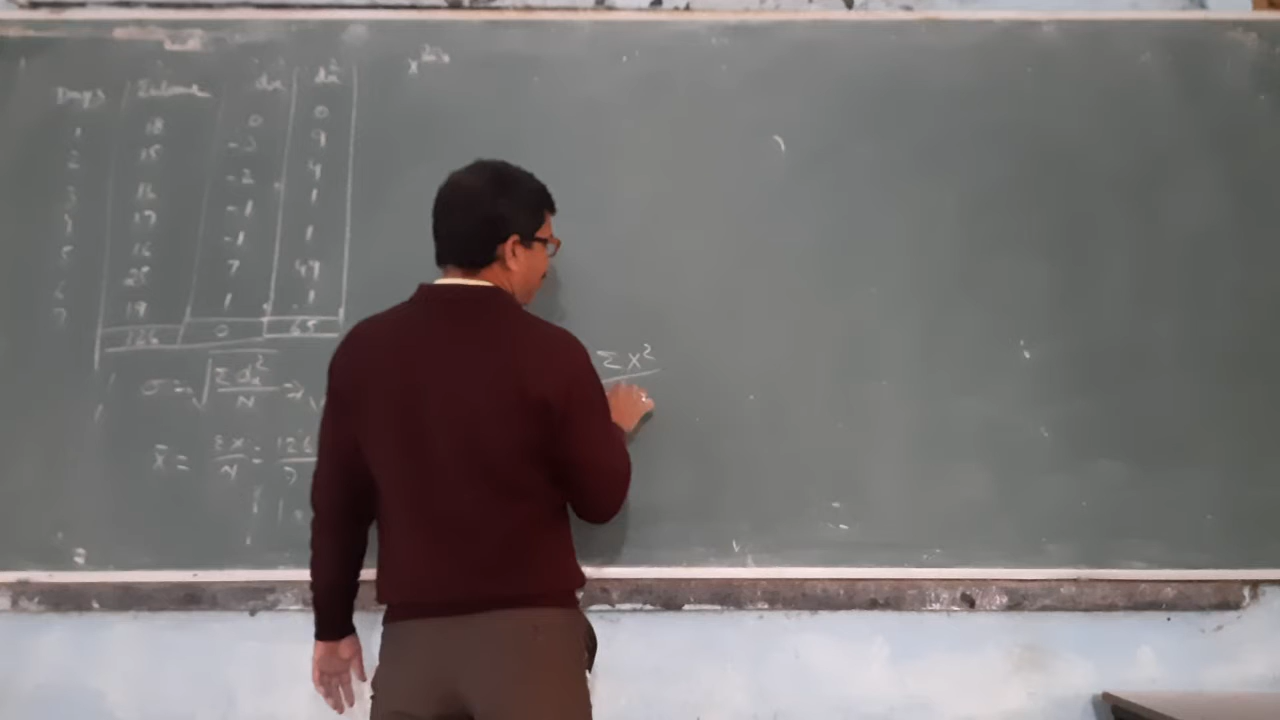 Days dx dx²
1 18 0 0
2 15 -3 9
3 16 -2 4
4 17 -1 1
5 16 -1 1
6 25 7 49
7 19 1 1
126 0 65
σ = √ Σdx² / N ⇒
Σx²
x̄ = Σx / N = 126 / 7